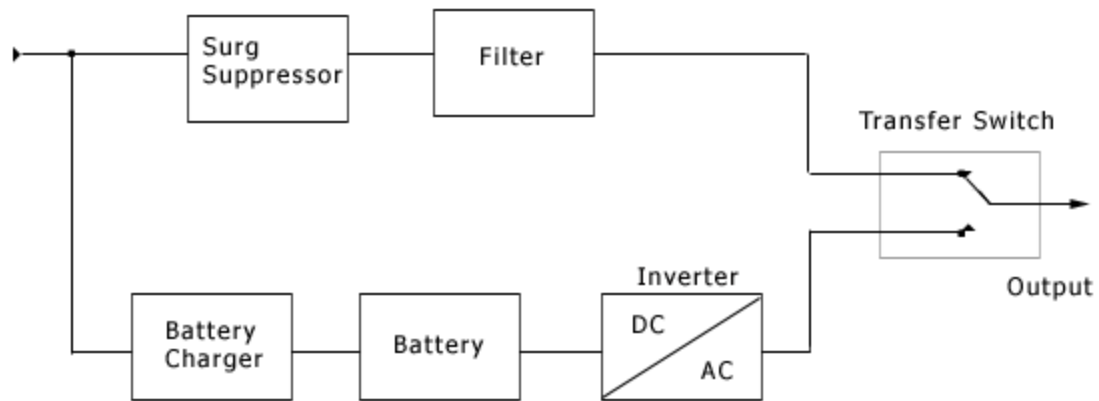 Surg
Suppressor
Filter
Transfer Switch
Output
Inverter
DC
AC
Battery
Charger
Battery